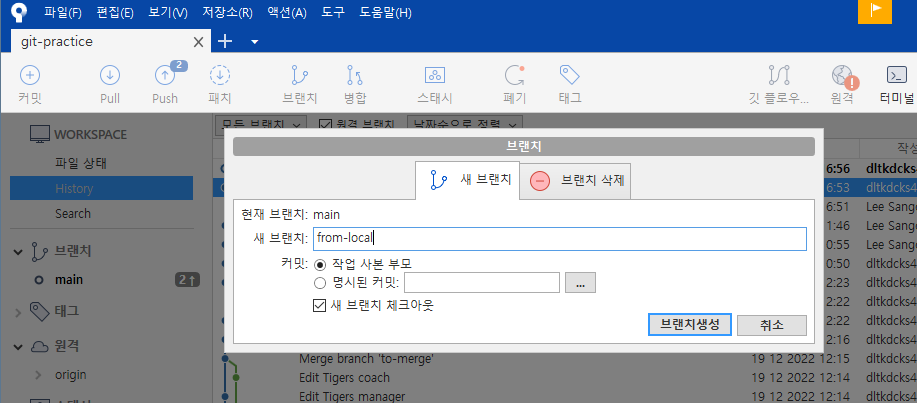 파일(F) 편집(E) 보기(V) 저장소(R) 액션(A) 도구 도움말(H)
git-practice
2
커밋 Pull Push 패치 브랜치 병합 스태시 폐기 태그 깃 플로우... 원격 터미널
모든 브랜치 원격 브랜치 날짜순으로 정렬
WORKSPACE
브랜치
작성
파일 상태
6:56 dltkdcks4
새 브랜치 브랜치 삭제
History
6:53 dltkdcks4
Search
현재 브랜치: main
6:51 Lee Sange
새 브랜치: from-local
1:46 Lee Sange
브랜치
0:55 Lee Sange
커밋: 작업 사본 부모
main 2↑
명시된 커밋: ...
2:23 dltkdcks4
새 브랜치 체크아웃
2:22 dltkdcks4
태그
브랜치생성 취소
2:22 dltkdcks4
원격
2:16 dltkdcks4
Merge branch 'to-merge' 19 12 2022 12:15 dltkdcks4
origin
Edit Tigers coach 19 12 2022 12:14 dltkdcks4
Edit Tigers manager 19 12 2022 12:14 dltkdcks4